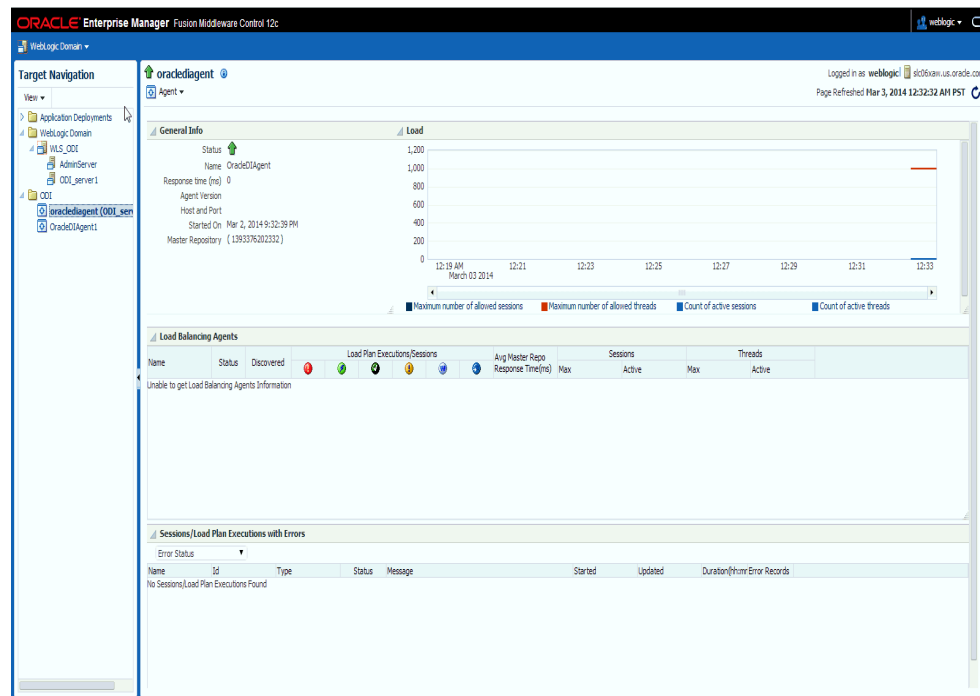 ORACLE Enterprise Manager Fusion Middleware Control 12c
weblogic
WebLogic Domain
Target Navigation
View
Application Deployments
WebLogic Domain
WLS_ODI
AdminServer
ODI_server1
ODI
oraclediagent (ODI_serv
OracleDIAgent1
oraclediagent
Logged in as weblogic
slc06xaw.us.oracle.com
Agent
Page Refreshed Mar 3, 2014 12:32:32 AM PST
General Info
Status
Name OracleDIAgent
Response time (ms) 0
Agent Version
Host and Port
Started On Mar 2, 2014 9:32:39 PM
Master Repository ( 1393376202332 )
Load
1,200
1,000
800
600
400
200
0
12:19 AM 12:21 12:23 12:25 12:27 12:29 12:31 12:33
March 03 2014
Maximum number of allowed sessions Maximum number of allowed threads Count of active sessions Count of active threads
Load Balancing Agents
Name Status Discovered Load Plan Executions/Sessions Avg Master Repo Response Time(ms) Sessions Threads
Max Active Max Active
Unable to get Load Balancing Agents Information
Sessions/Load Plan Executions with Errors
Error Status
Name Id Type Status Message Started Updated Duration(hh:mm Error Records
No Sessions/Load Plan Executions Found